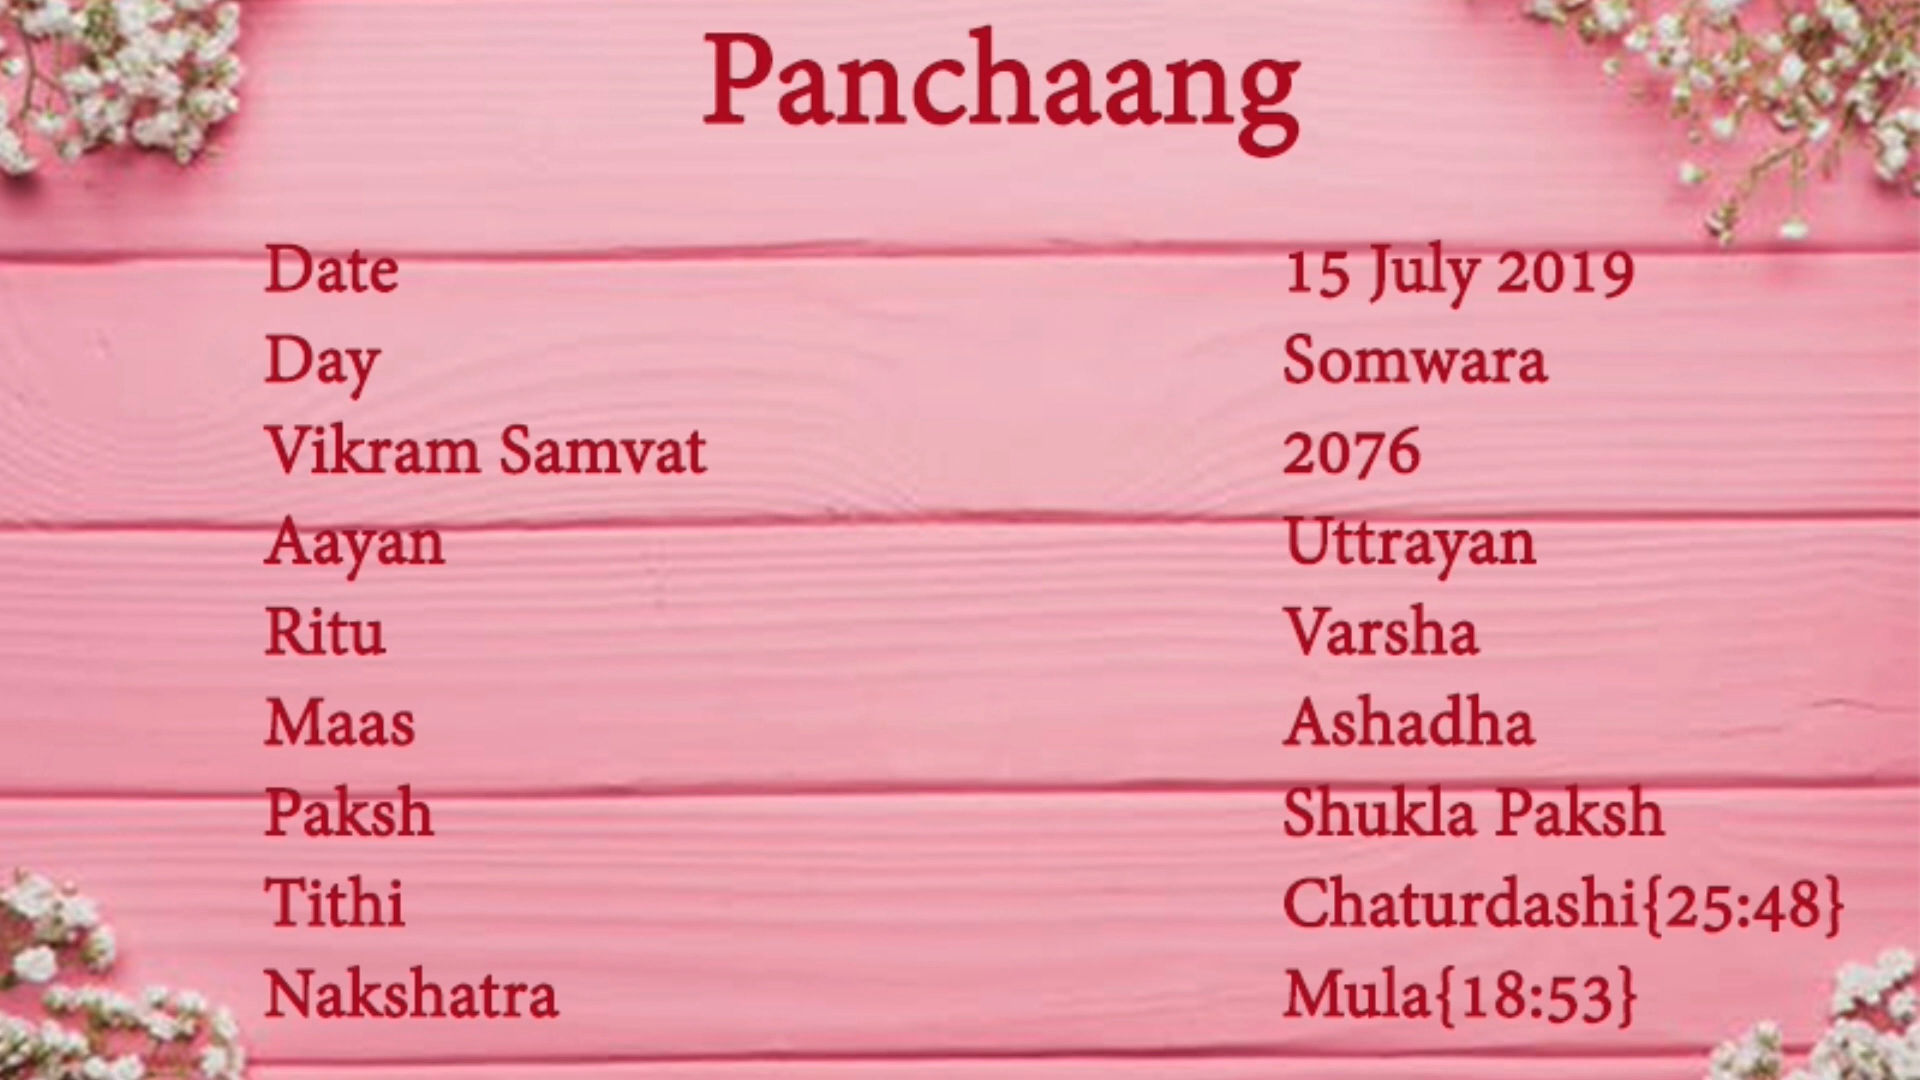 Panchaang
Date 15 July 2019
Day Somwara
Vikram Samvat 2076
Aayan Uttrayan
Ritu Varsha
Maas Ashadha
Paksh Shukla Paksh
Tithi Chaturdashi{25:48}
Nakshatra Mula{18:53}